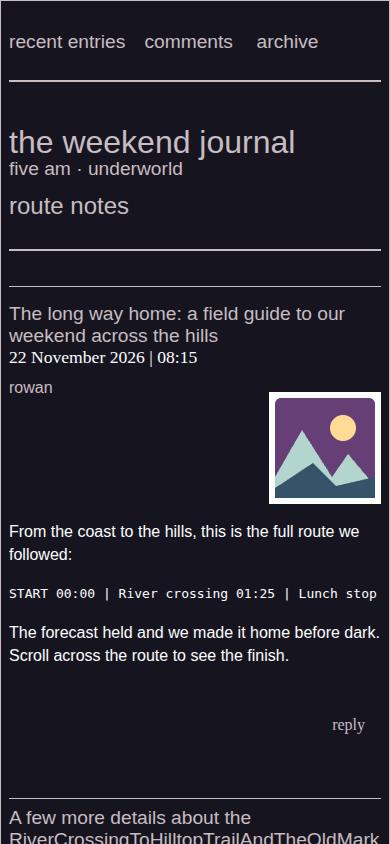 recent entries comments archive
the weekend journal
five am · underworld
route notes
The long way home: a field guide to our
weekend across the hills
22 November 2026 | 08:15
rowan
From the coast to the hills, this is the full route we
followed:
START 00:00 | River crossing 01:25 | Lunch stop
The forecast held and we made it home before dark.
Scroll across the route to see the finish.
reply
A few more details about the
RiverCrossingToHilltopTrailAndTheOldMark